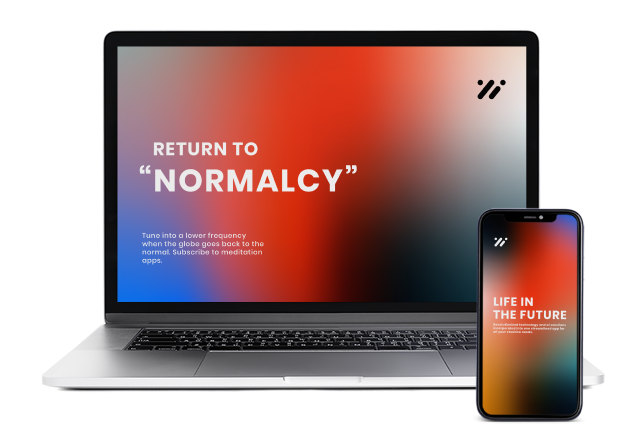 RETURN TO
“NORMALCY”
Tune into a lower frequency
when the globe goes back to the
normal. Subscribe to meditation
apps.
LIFE IN
THE FUTURE